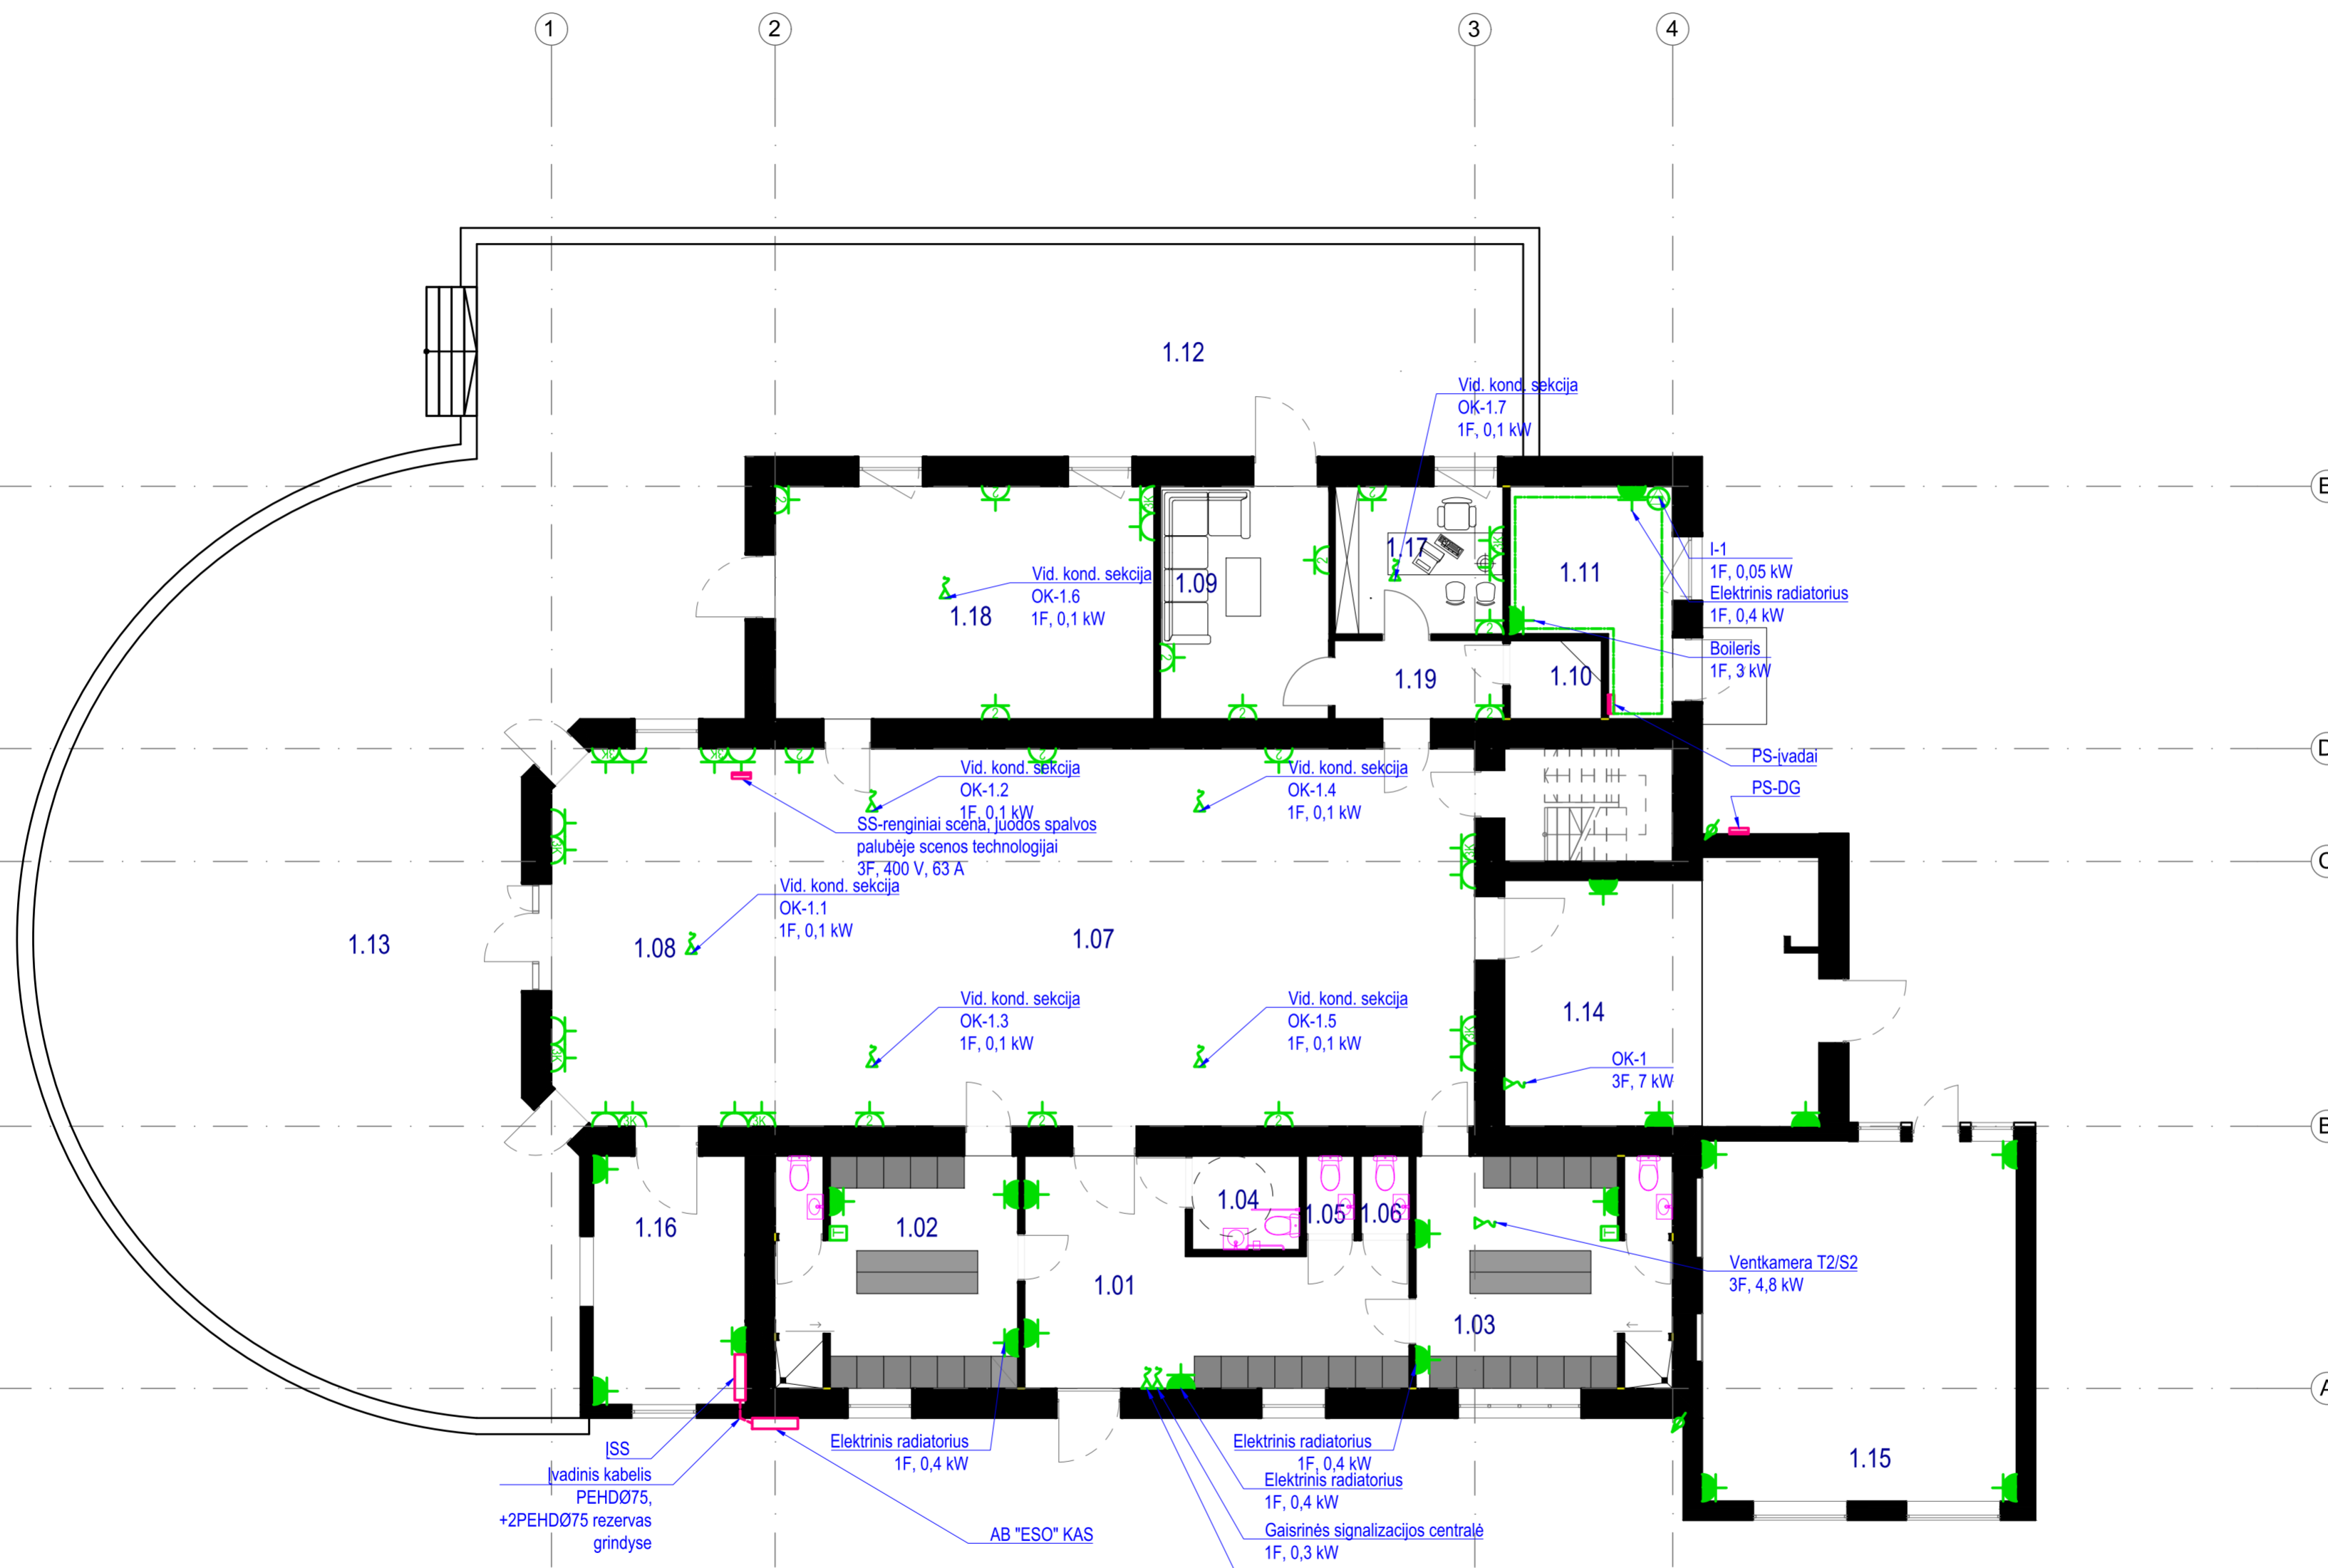 1
2
3
4
1.12
Vid. kond. sekcija
OK-1.7
1F, 0,1 kW
E
I-1
1F, 0,05 kW
Elektrinis radiatorius
1F, 0,4 kW
Boileris
1F, 3 kW
Vid. kond. sekcija
OK-1.6
1F, 0,1 kW
1.18
1.09
1.17
1.11
1.19
1.10
D
PS-įvadai
PS-DG
Vid. kond. sekcija
OK-1.2
1F, 0,1 kW
Vid. kond. sekcija
OK-1.4
1F, 0,1 kW
SS-renginiai scena, juodos spalvos
palubėje scenos technologijai
3F, 400 V, 63 A
C
Vid. kond. sekcija
OK-1.1
1F, 0,1 kW
1.13
1.08
1.07
1.14
Vid. kond. sekcija
OK-1.3
1F, 0,1 kW
Vid. kond. sekcija
OK-1.5
1F, 0,1 kW
OK-1
3F, 7 kW
B
1.16
1.02
1.04
1.05
1.06
1.01
1.03
Ventkamera T2/S2
3F, 4,8 kW
A
1.15
ĮSS
Įvadinis kabelis
PEHDØ75,
+2PEHDØ75 rezervas
grindyse
Elektrinis radiatorius
1F, 0,4 kW
AB "ESO" KAS
Elektrinis radiatorius
1F, 0,4 kW
Elektrinis radiatorius
1F, 0,4 kW
Gaisrinės signalizacijos centralė
1F, 0,3 kW